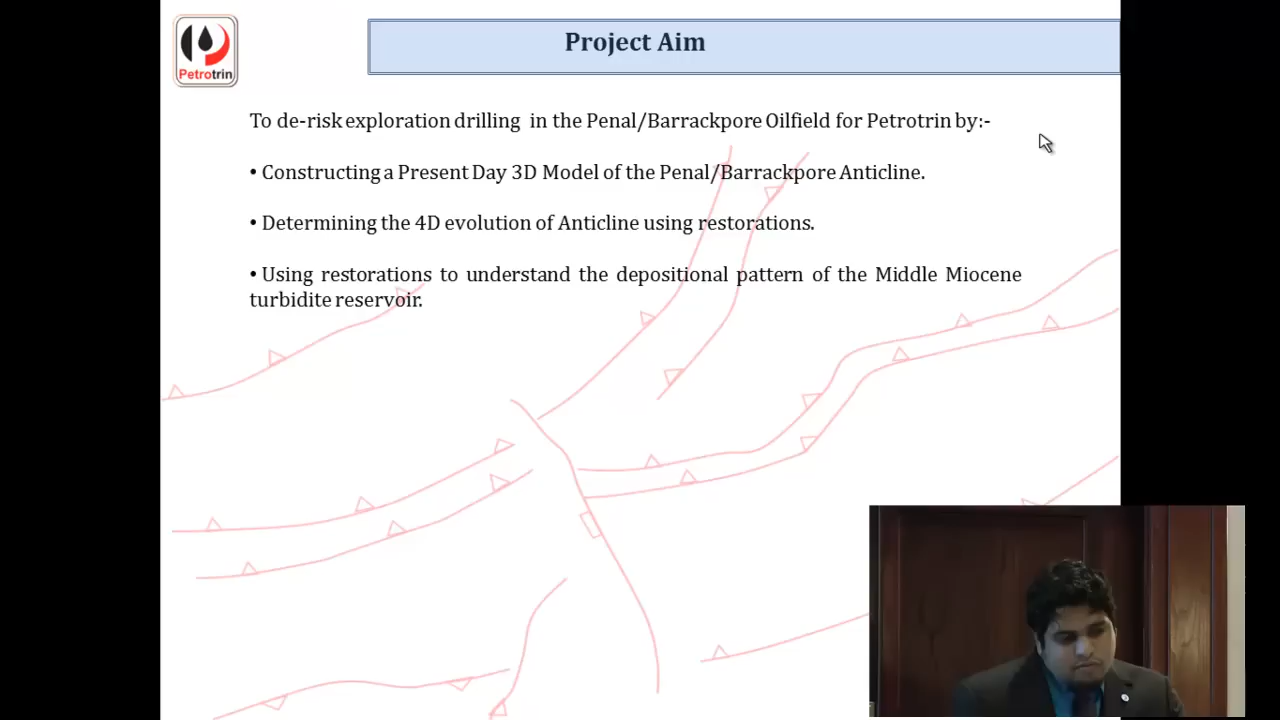 Petrotrin
Project Aim
To de-risk exploration drilling in the Penal/Barrackpore Oilfield for Petrotrin by:-
• Constructing a Present Day 3D Model of the Penal/Barrackpore Anticline.
• Determining the 4D evolution of Anticline using restorations.
• Using restorations to understand the depositional pattern of the Middle Miocene
turbidite reservoir.